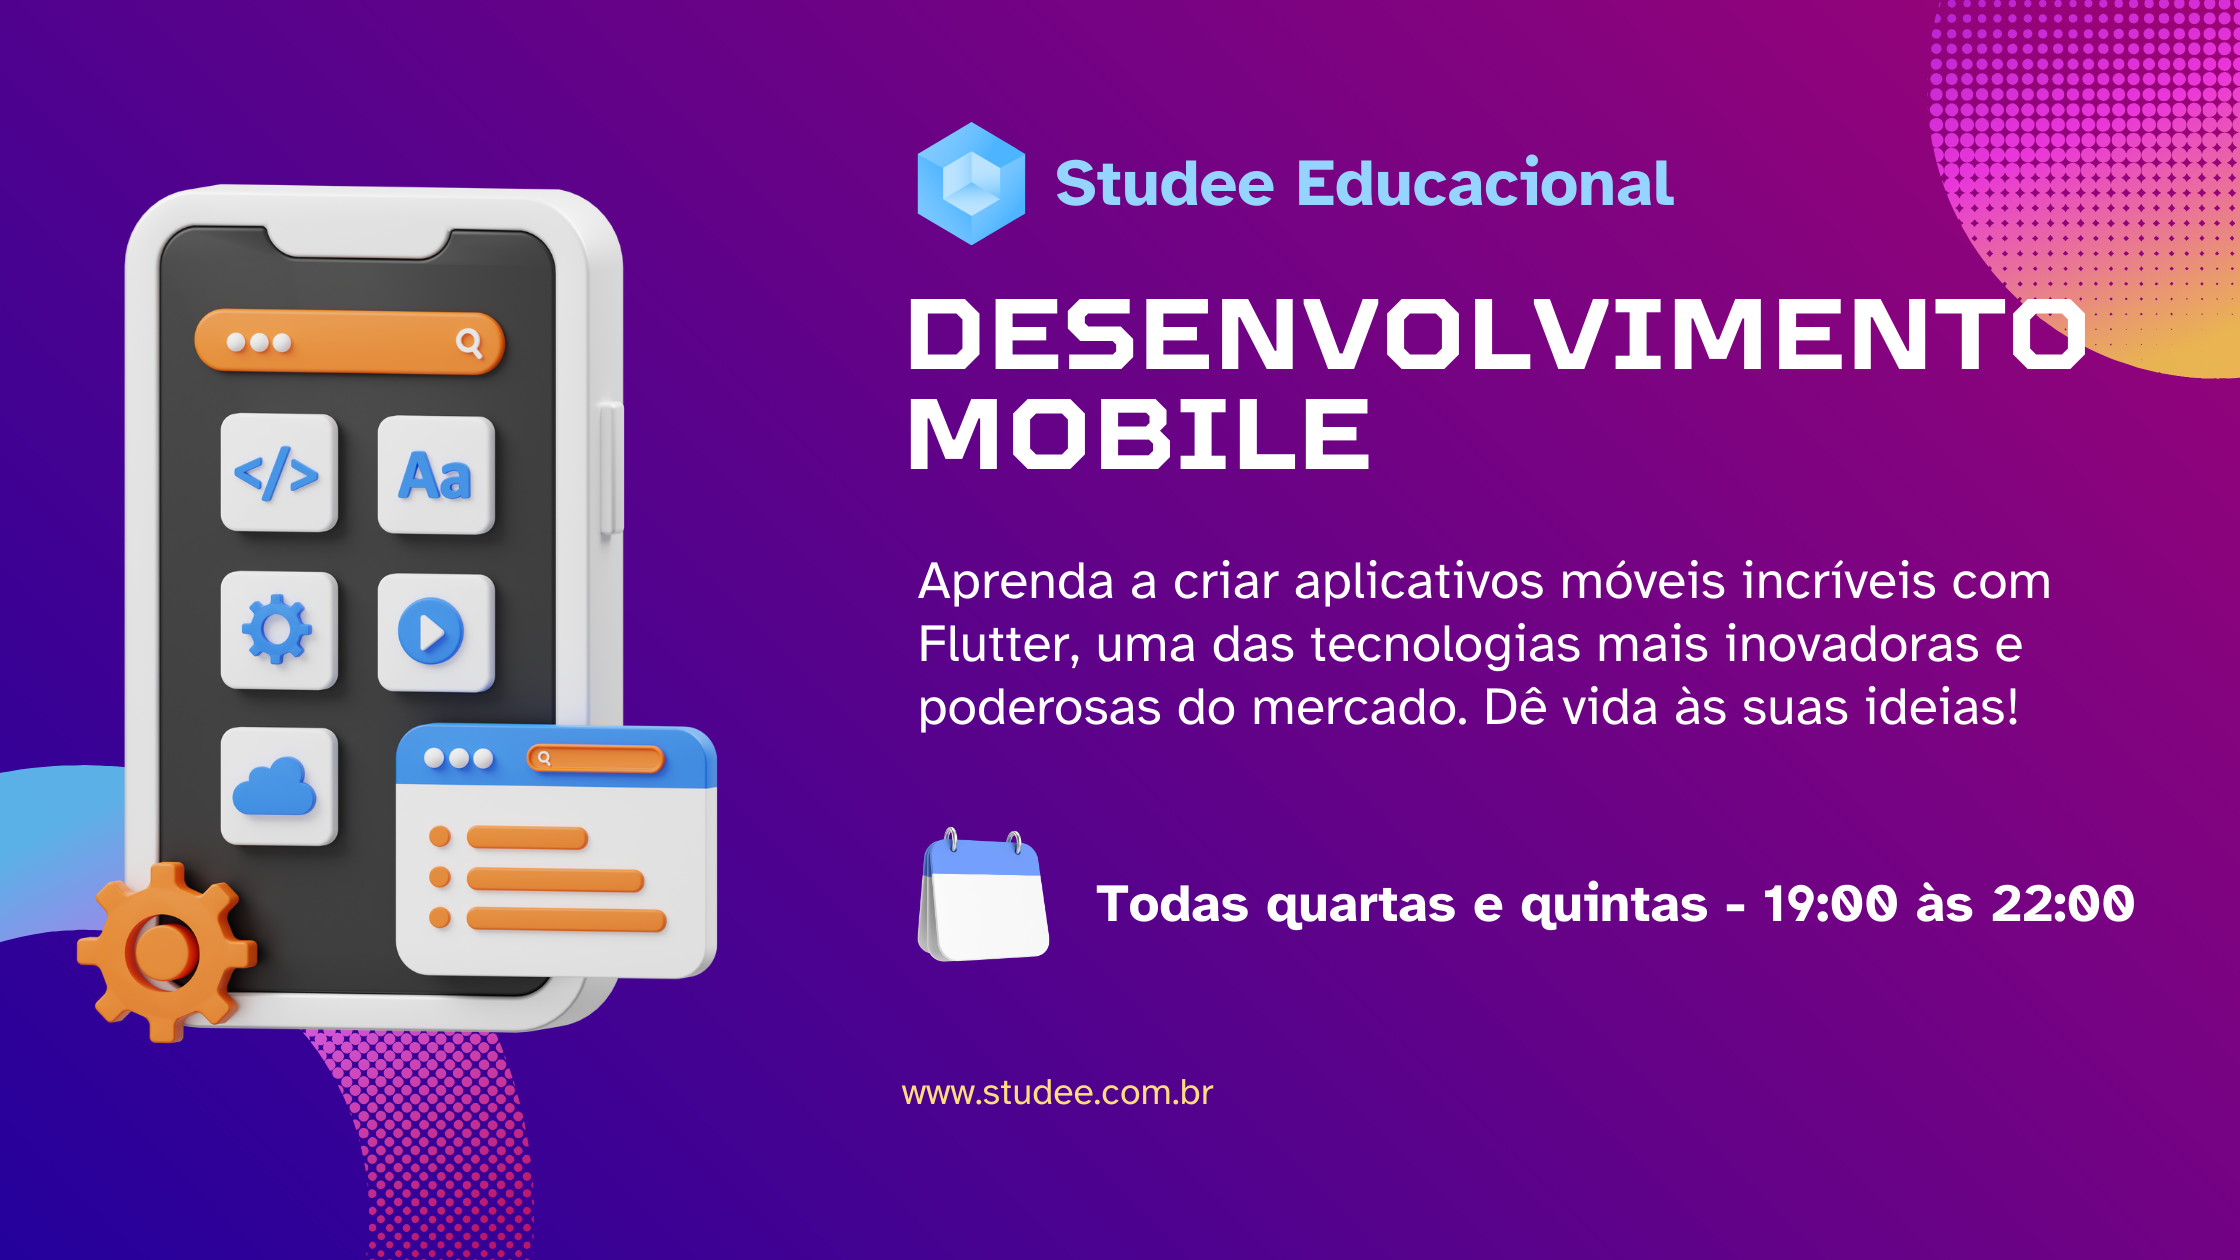 Studee Educacional
DESENVOLVIMENTO
MOBILE
</>
Aa
Aprenda a criar aplicativos móveis incríveis com
Flutter, uma das tecnologias mais inovadoras e
poderosas do mercado. Dê vida às suas ideias!
Todas quartas e quintas - 19:00 às 22:00
www.studee.com.br